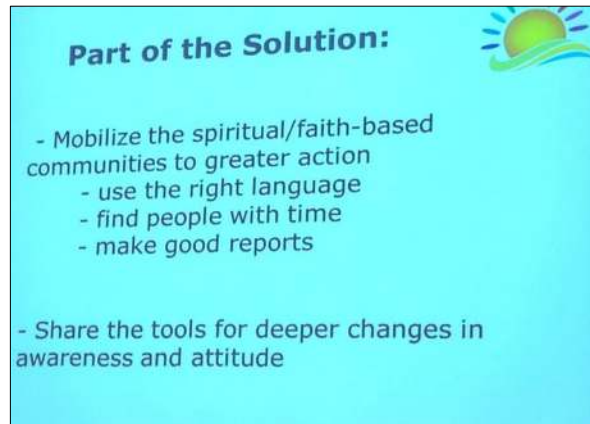 Part of the Solution:
- Mobilize the spiritual/faith-based
communities to greater action
- use the right language
- find people with time
- make good reports
- Share the tools for deeper changes in
awareness and attitude